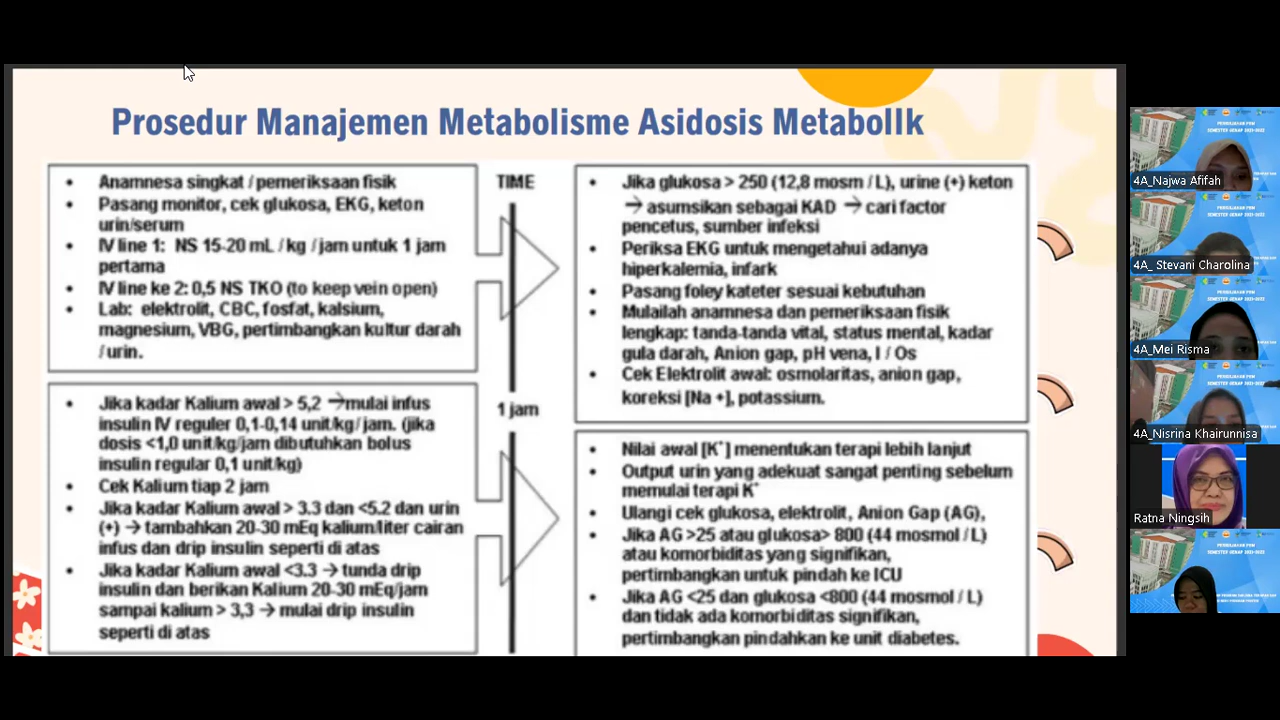 Prosedur Manajemen Metabolisme Asidosis MetabolIk
• Anamnesa singkat / pemeriksaan fisik
• Pasang monitor, cek glukosa, EKG, keton
urin/serum
• IV line 1: NS 15-20 mL / kg / jam untuk 1 jam
pertama
• IV line ke 2: 0,5 NS TKO (to keep vein open)
• Lab: elektrolit, CBC, fosfat, kalsium,
magnesium, VBG, pertimbangkan kultur darah
/ urin.
TIME
• Jika glukosa > 250 (12,8 mosm / L), urine (+) keton
→ asumsikan sebagai KAD → cari factor
pencetus, sumber infeksi
• Periksa EKG untuk mengetahui adanya
hiperkalemia, infark
• Pasang foley kateter sesuai kebutuhan
• Mulailah anamnesa dan pemeriksaan fisik
lengkap: tanda-tanda vital, status mental, kadar
gula darah, Anion gap, pH vena, I / Os
• Cek Elektrolit awal: osmolaritas, anion gap,
koreksi [Na +], potassium.
• Jika kadar Kalium awal > 5,2 → mulai infus
insulin IV reguler 0,1-0,14 unit/kg/jam. (jika
dosis <1,0 unit/kg/jam dibutuhkan bolus
insulin regular 0,1 unit/kg)
• Cek Kalium tiap 2 jam
• Jika kadar Kalium awal > 3.3 dan <5.2 dan urin
(+) → tambahkan 20-30 mEq kalium/liter cairan
infus dan drip insulin seperti di atas
• Jika kadar Kalium awal <3.3 → tunda drip
insulin dan berikan Kalium 20-30 mEq/jam
sampai kalium > 3,3 → mulai drip insulin
seperti di atas
1 jam
• Nilai awal [K⁺] menentukan terapi lebih lanjut
• Output urin yang adekuat sangat penting sebelum
memulai terapi K⁺
• Ulangi cek glukosa, elektrolit, Anion Gap (AG),
• Jika AG >25 atau glukosa> 800 (44 mosmol / L)
atau komorbiditas yang signifikan,
pertimbangkan untuk pindah ke ICU
• Jika AG <25 dan glukosa <800 (44 mosmol / L)
dan tidak ada komorbiditas signifikan,
pertimbangkan pindahkan ke unit diabetes.
4A_Najwa Afifah
4A_ Stevani Charolina
4A_Mei Risma
4A_Nisrina Khairunnisa
Ratna Ningsih